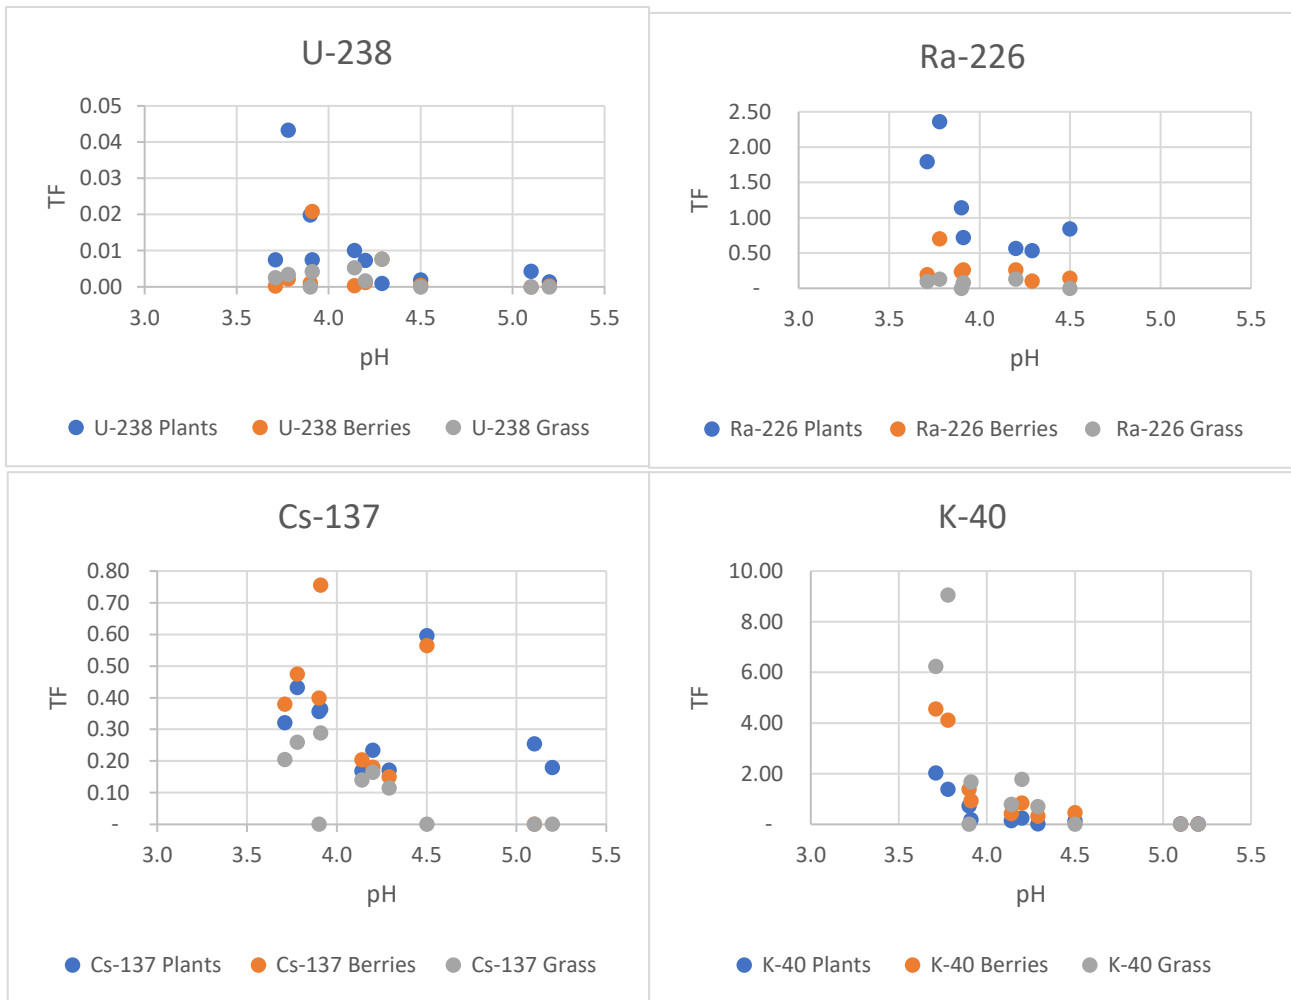 U-238
0.05
0.04
0.03
0.02
0.01
0.00
TF
3.0 3.5 4.0 4.5 5.0 5.5
pH
U-238 Plants U-238 Berries U-238 Grass
Ra-226
2.50
2.00
1.50
1.00
0.50
-
TF
3.0 3.5 4.0 4.5 5.0 5.5
pH
Ra-226 Plants Ra-226 Berries Ra-226 Grass
Cs-137
0.80
0.70
0.60
0.50
0.40
0.30
0.20
0.10
-
TF
3.0 3.5 4.0 4.5 5.0 5.5
pH
Cs-137 Plants Cs-137 Berries Cs-137 Grass
K-40
10.00
8.00
6.00
4.00
2.00
-
TF
3.0 3.5 4.0 4.5 5.0 5.5
pH
K-40 Plants K-40 Berries K-40 Grass